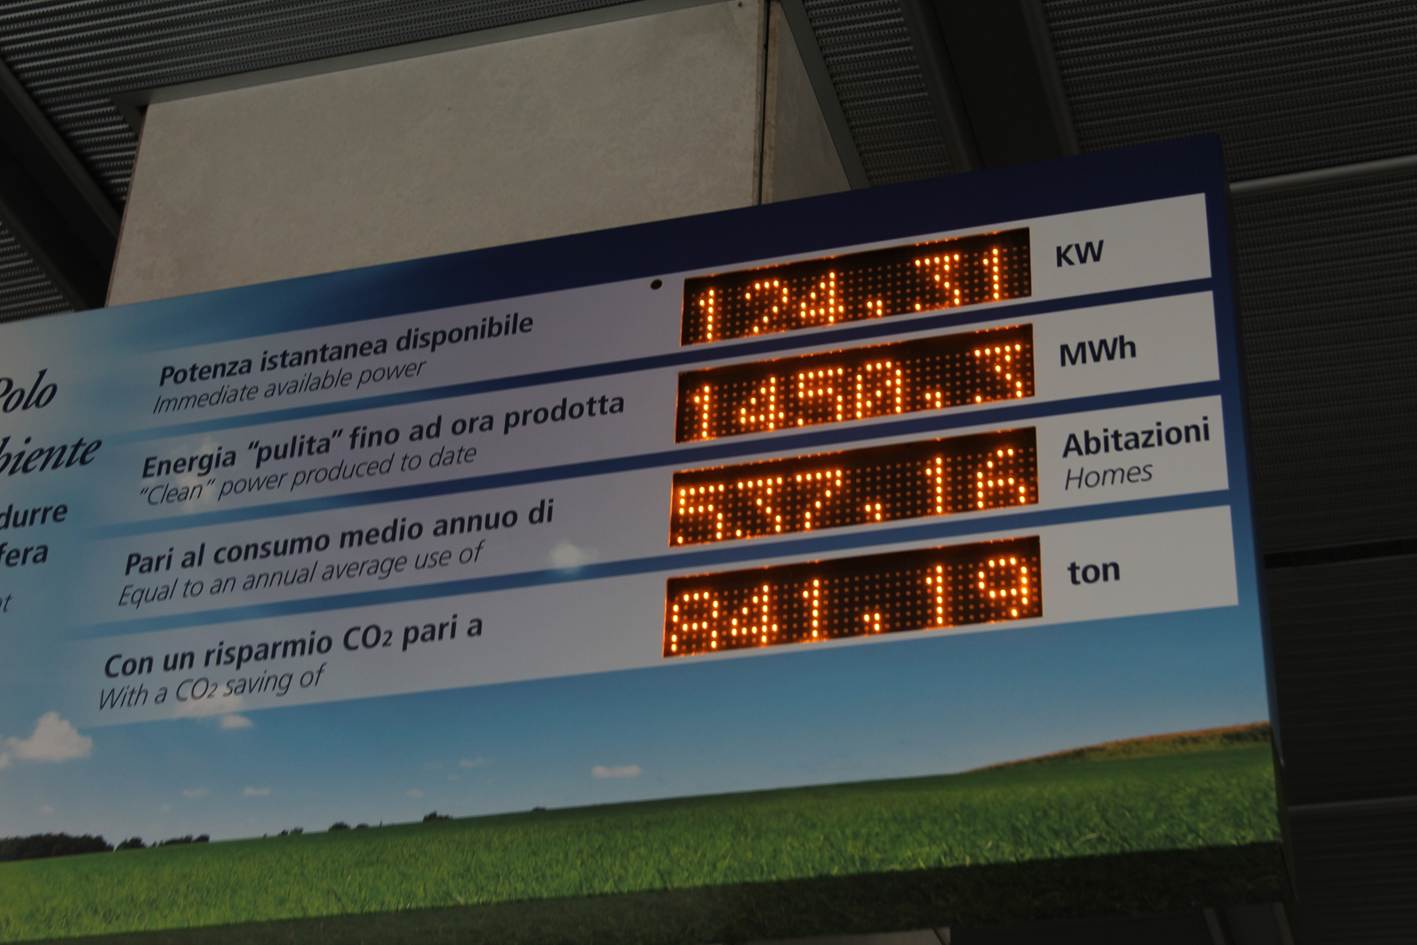 Polo
biente
durre
fera
Potenza istantanea disponibile
Immediate available power
124.31
KW
Energia “pulita” fino ad ora prodotta
“Clean” power produced to date
1450.3
MWh
Pari al consumo medio annuo di
Equal to an annual average use of
537.16
Abitazioni
Homes
Con un risparmio CO₂ pari a
With a CO₂ saving of
841.19
ton